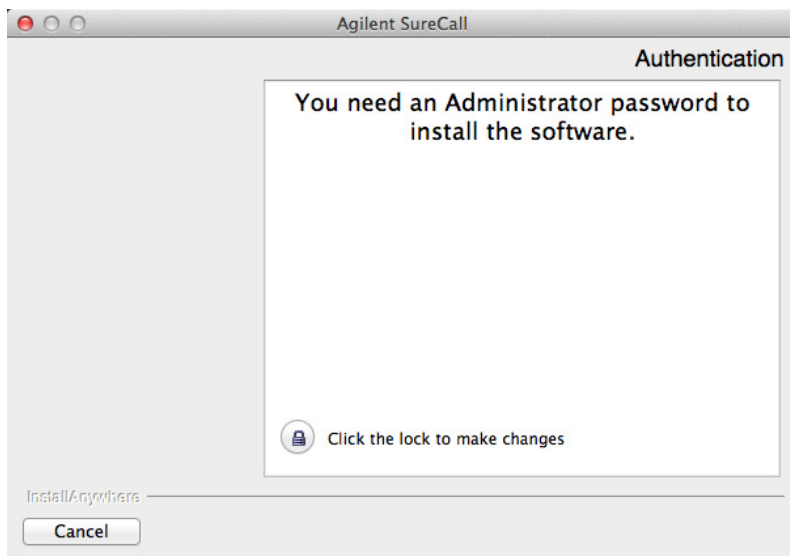 Agilent SureCall
Authentication
You need an Administrator password to
install the software.
Click the lock to make changes
InstallAnywhere
Cancel